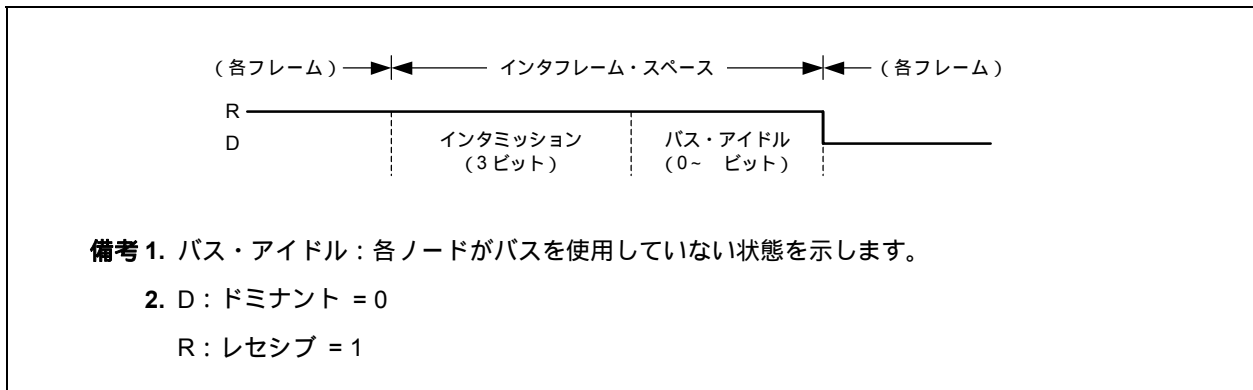 （各フレーム） インタフレーム・スペース （各フレーム）
R
D
インタミッション
（3 ビット）
バス・アイドル
（0～ ビット）
備考 1. バス・アイドル：各ノードがバスを使用していない状態を示します。
2. D：ドミナント = 0
R：レセシブ = 1